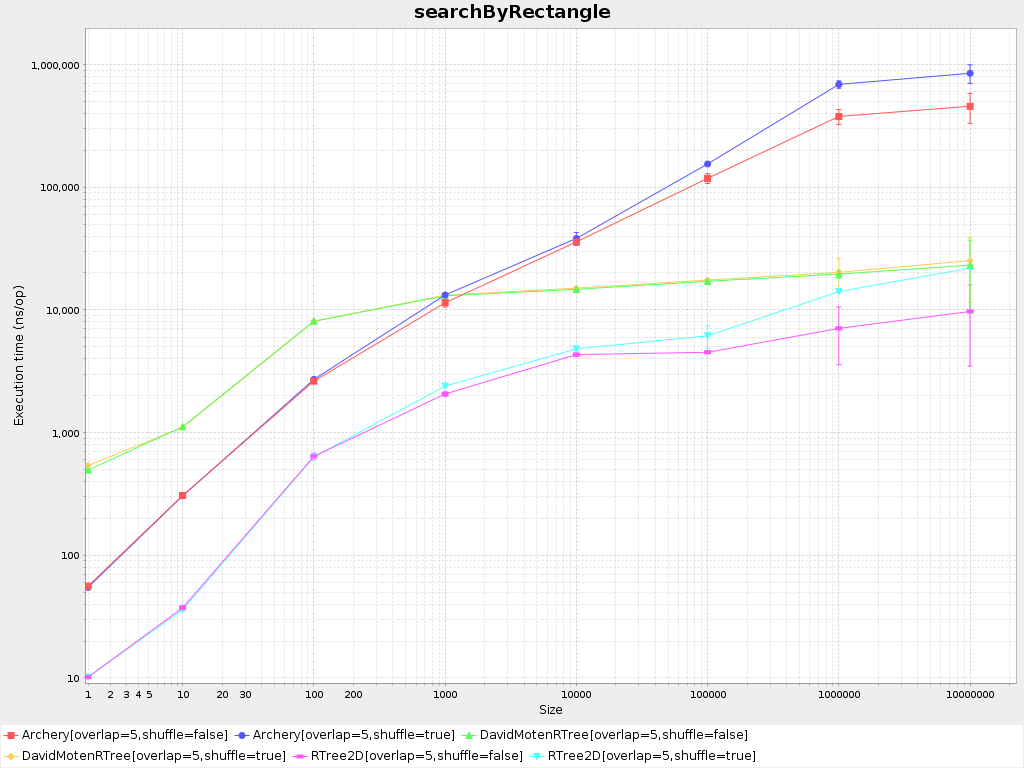 searchByRectangle
Execution time (ns/op)
1,000,000
100,000
10,000
1,000
100
10
1 2 3 4 5 10 20 30 100 200 1000 10000 100000 1000000 10000000
Size
Archery[overlap=5,shuffle=false] Archery[overlap=5,shuffle=true] DavidMotenRTree[overlap=5,shuffle=false]
DavidMotenRTree[overlap=5,shuffle=true] RTree2D[overlap=5,shuffle=false] RTree2D[overlap=5,shuffle=true]